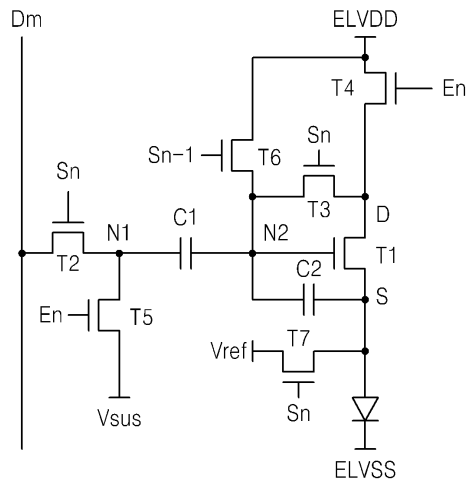 Dm
ELVDD
T4
En
Sn-1
T6
Sn
T3
D
Sn
N1
C1
N2
T1
T2
C2
S
En
T5
T7
Vref
Vsus
Sn
ELVSS